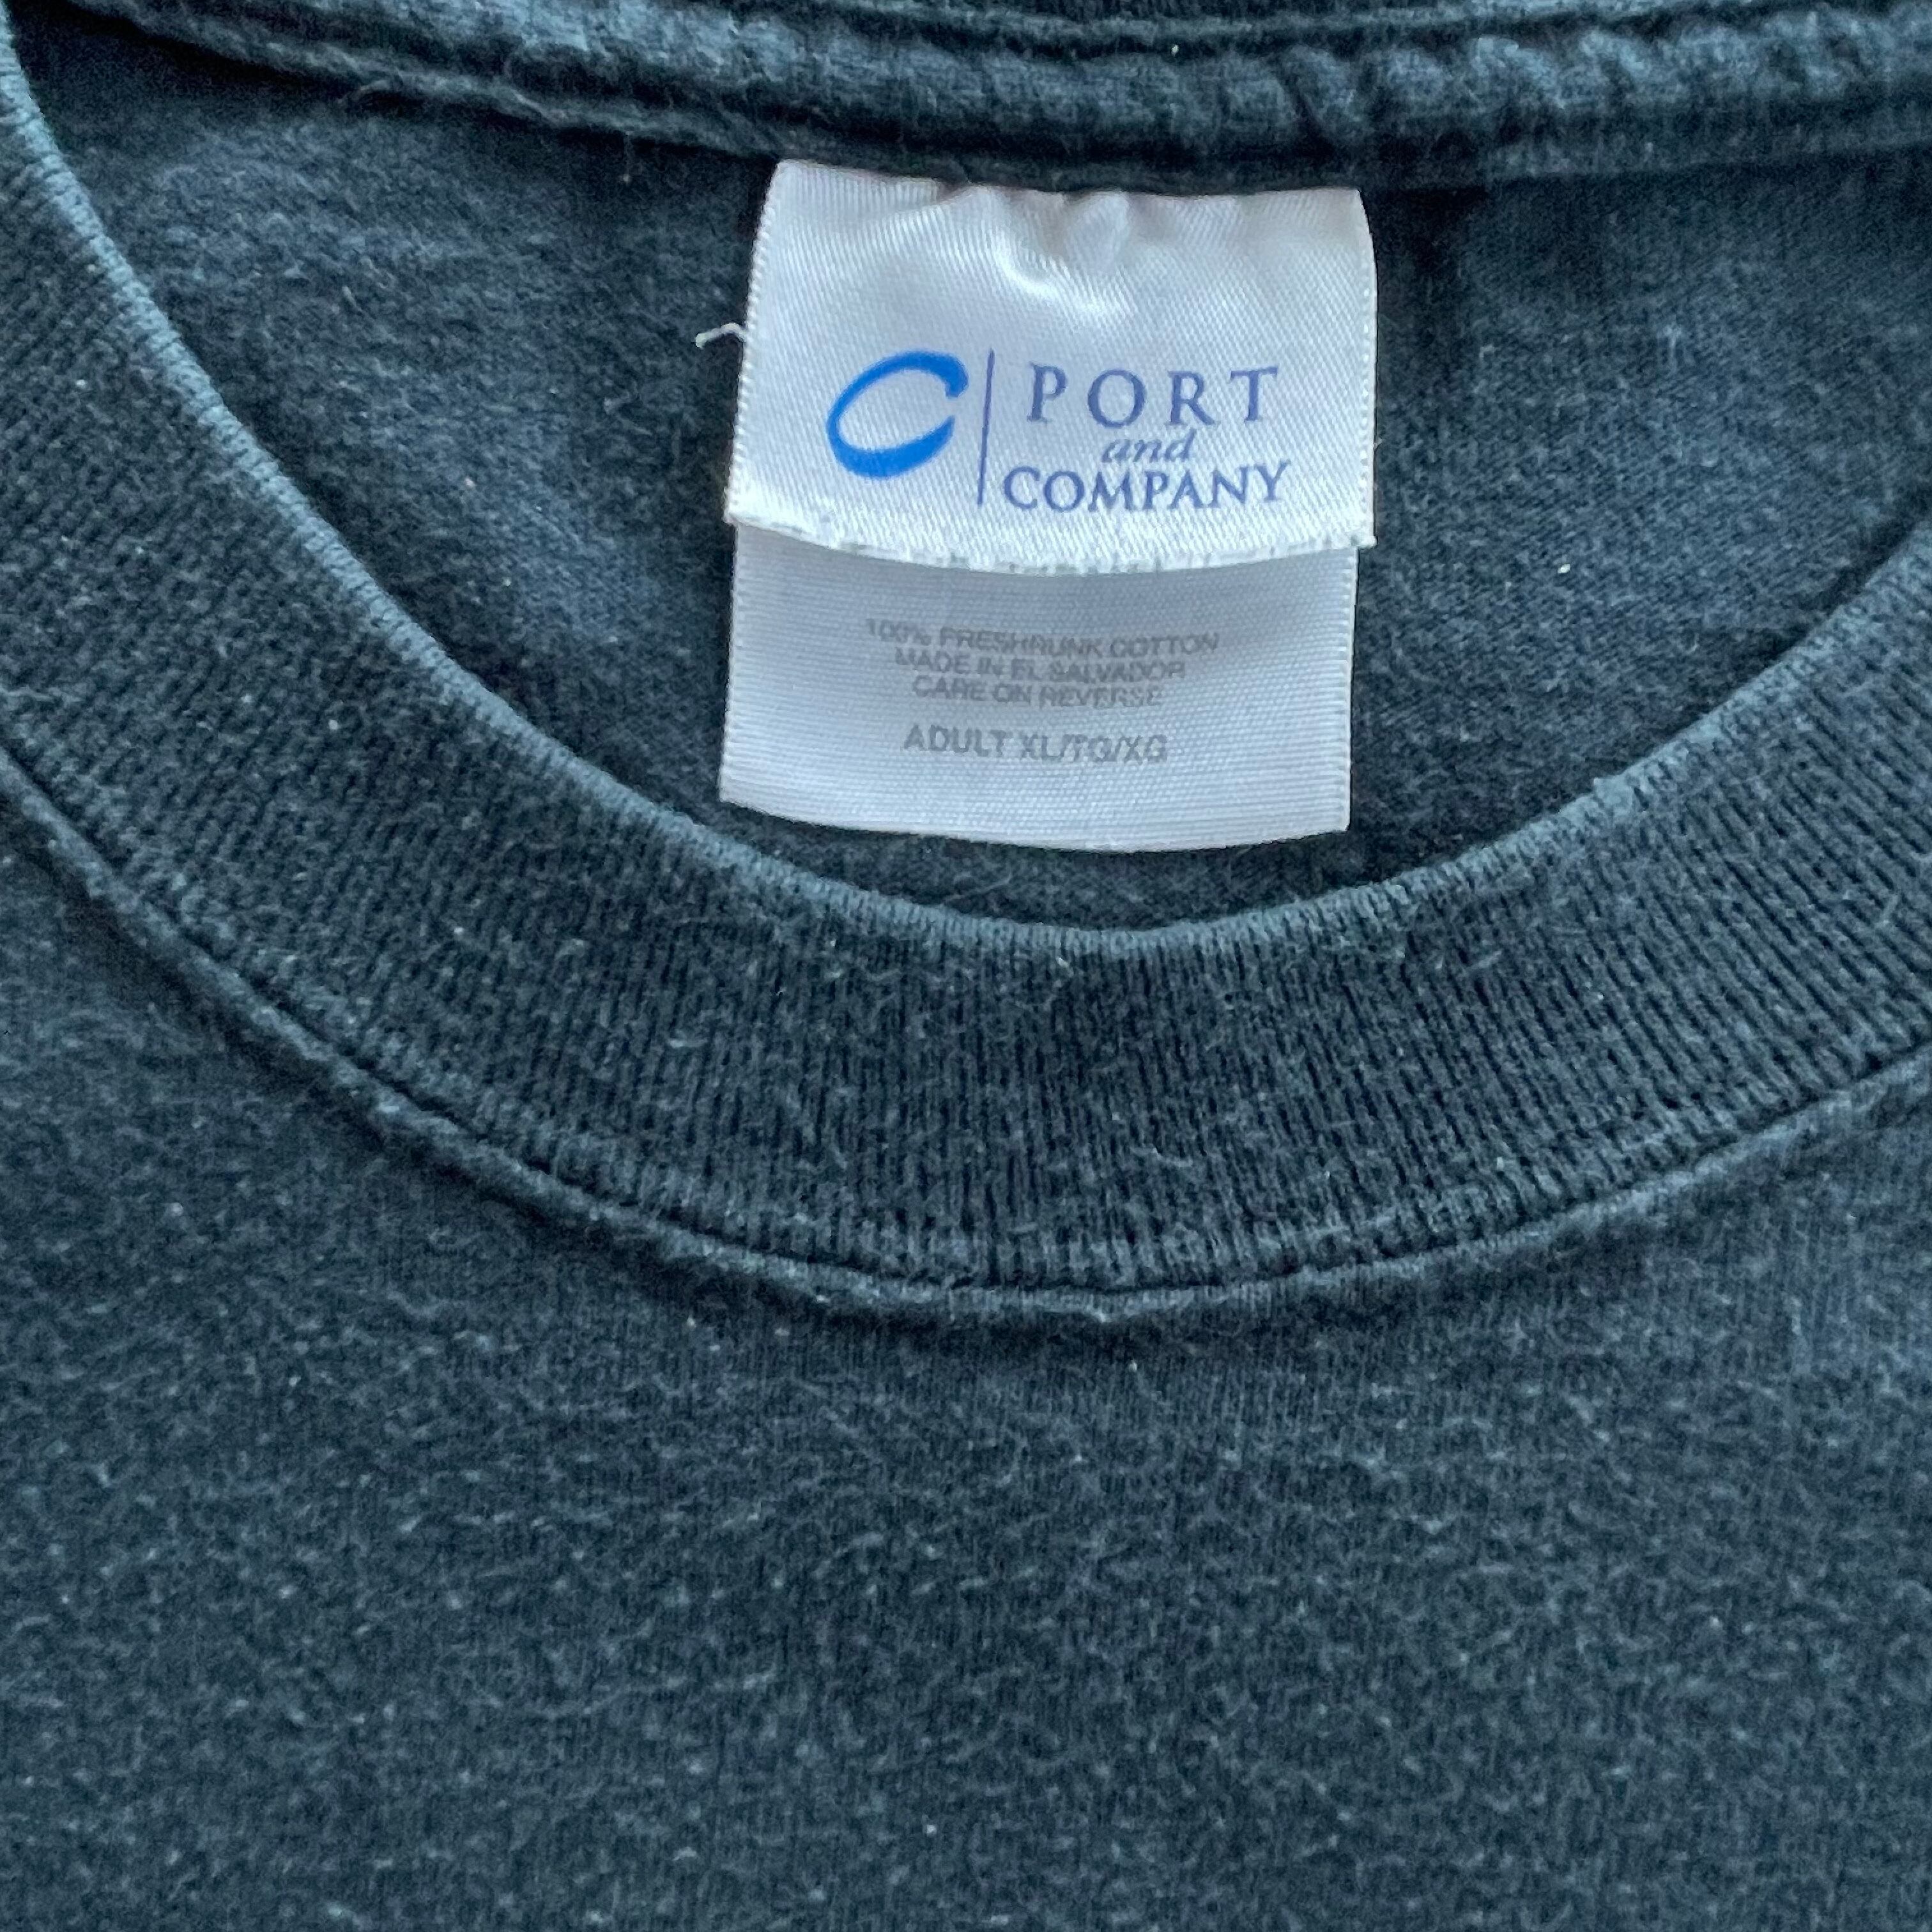 PORT
and
COMPANY
100% PRESHRUNK COTTON
MADE IN EL SALVADOR
CARE ON REVERSE
ADULT XL/TG/XG